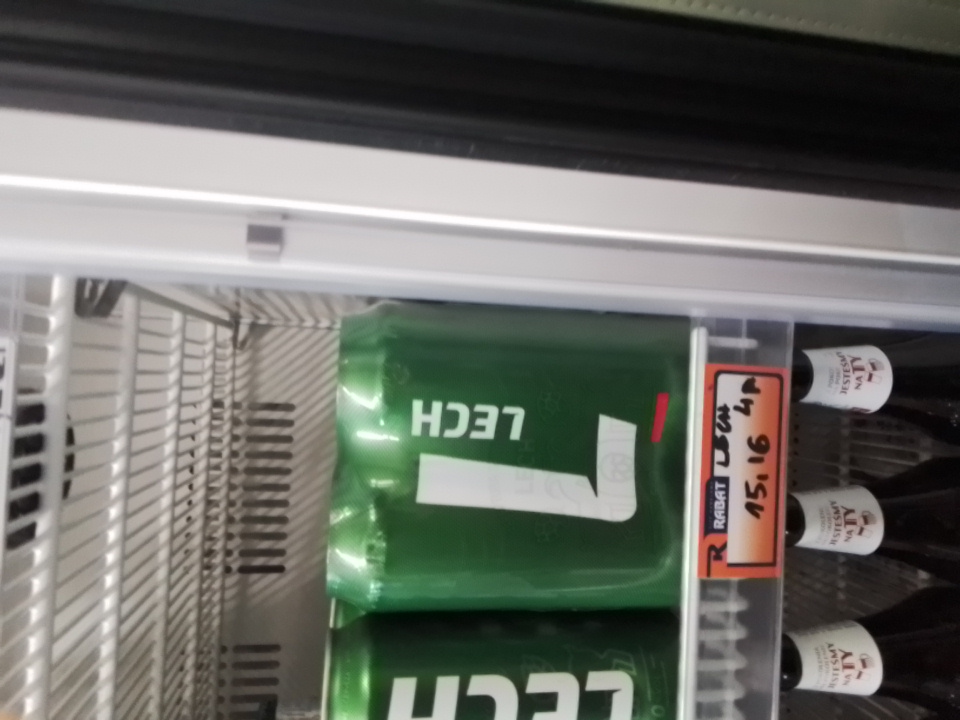 LECH
L
LECH
RABAT
LECH
15,16 4p
JESTEŚMY
NA TY
JESTEŚMY
NA TY
JESTEŚMY
NA TY